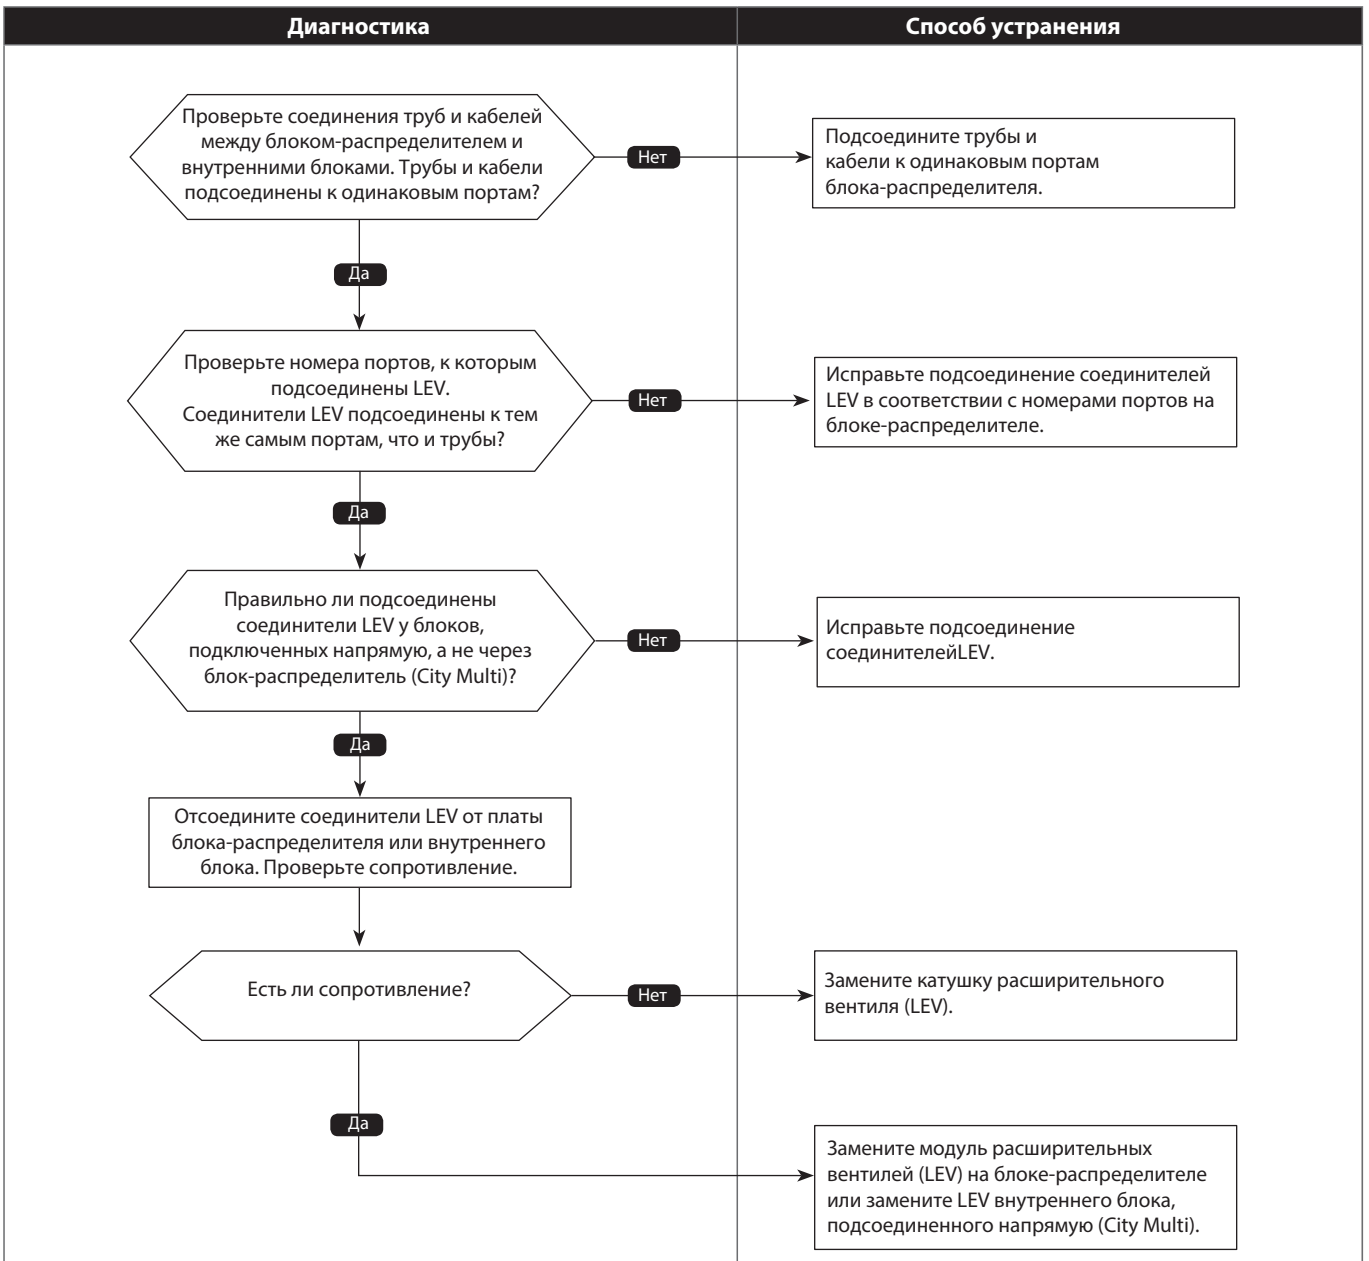 Диагностика
Способ устранения
Проверьте соединения труб и кабелей
между блоком-распределителем и
внутренними блоками. Трубы и кабели
подсоединены к одинаковым портам?
Нет
Подсоедините трубы и
кабели к одинаковым портам
блока-распределителя.
Да
Проверьте номера портов, к которым
подсоединены LEV.
Соединители LEV подсоединены к тем
же самым портам, что и трубы?
Нет
Исправьте подсоединение соединителей
LEV в соответствии с номерами портов на
блоке-распределителе.
Да
Правильно ли подсоединены
соединители LEV у блоков,
подключенных напрямую, а не через
блок-распределитель (City Multi)?
Нет
Исправьте подсоединение
соединителейLEV.
Да
Отсоедините соединители LEV от платы
блока-распределителя или внутреннего
блока. Проверьте сопротивление.
Есть ли сопротивление?
Нет
Замените катушку расширительного
вентиля (LEV).
Да
Замените модуль расширительных
вентилей (LEV) на блоке-распределителе
или замените LEV внутреннего блока,
подсоединенного напрямую (City Multi).